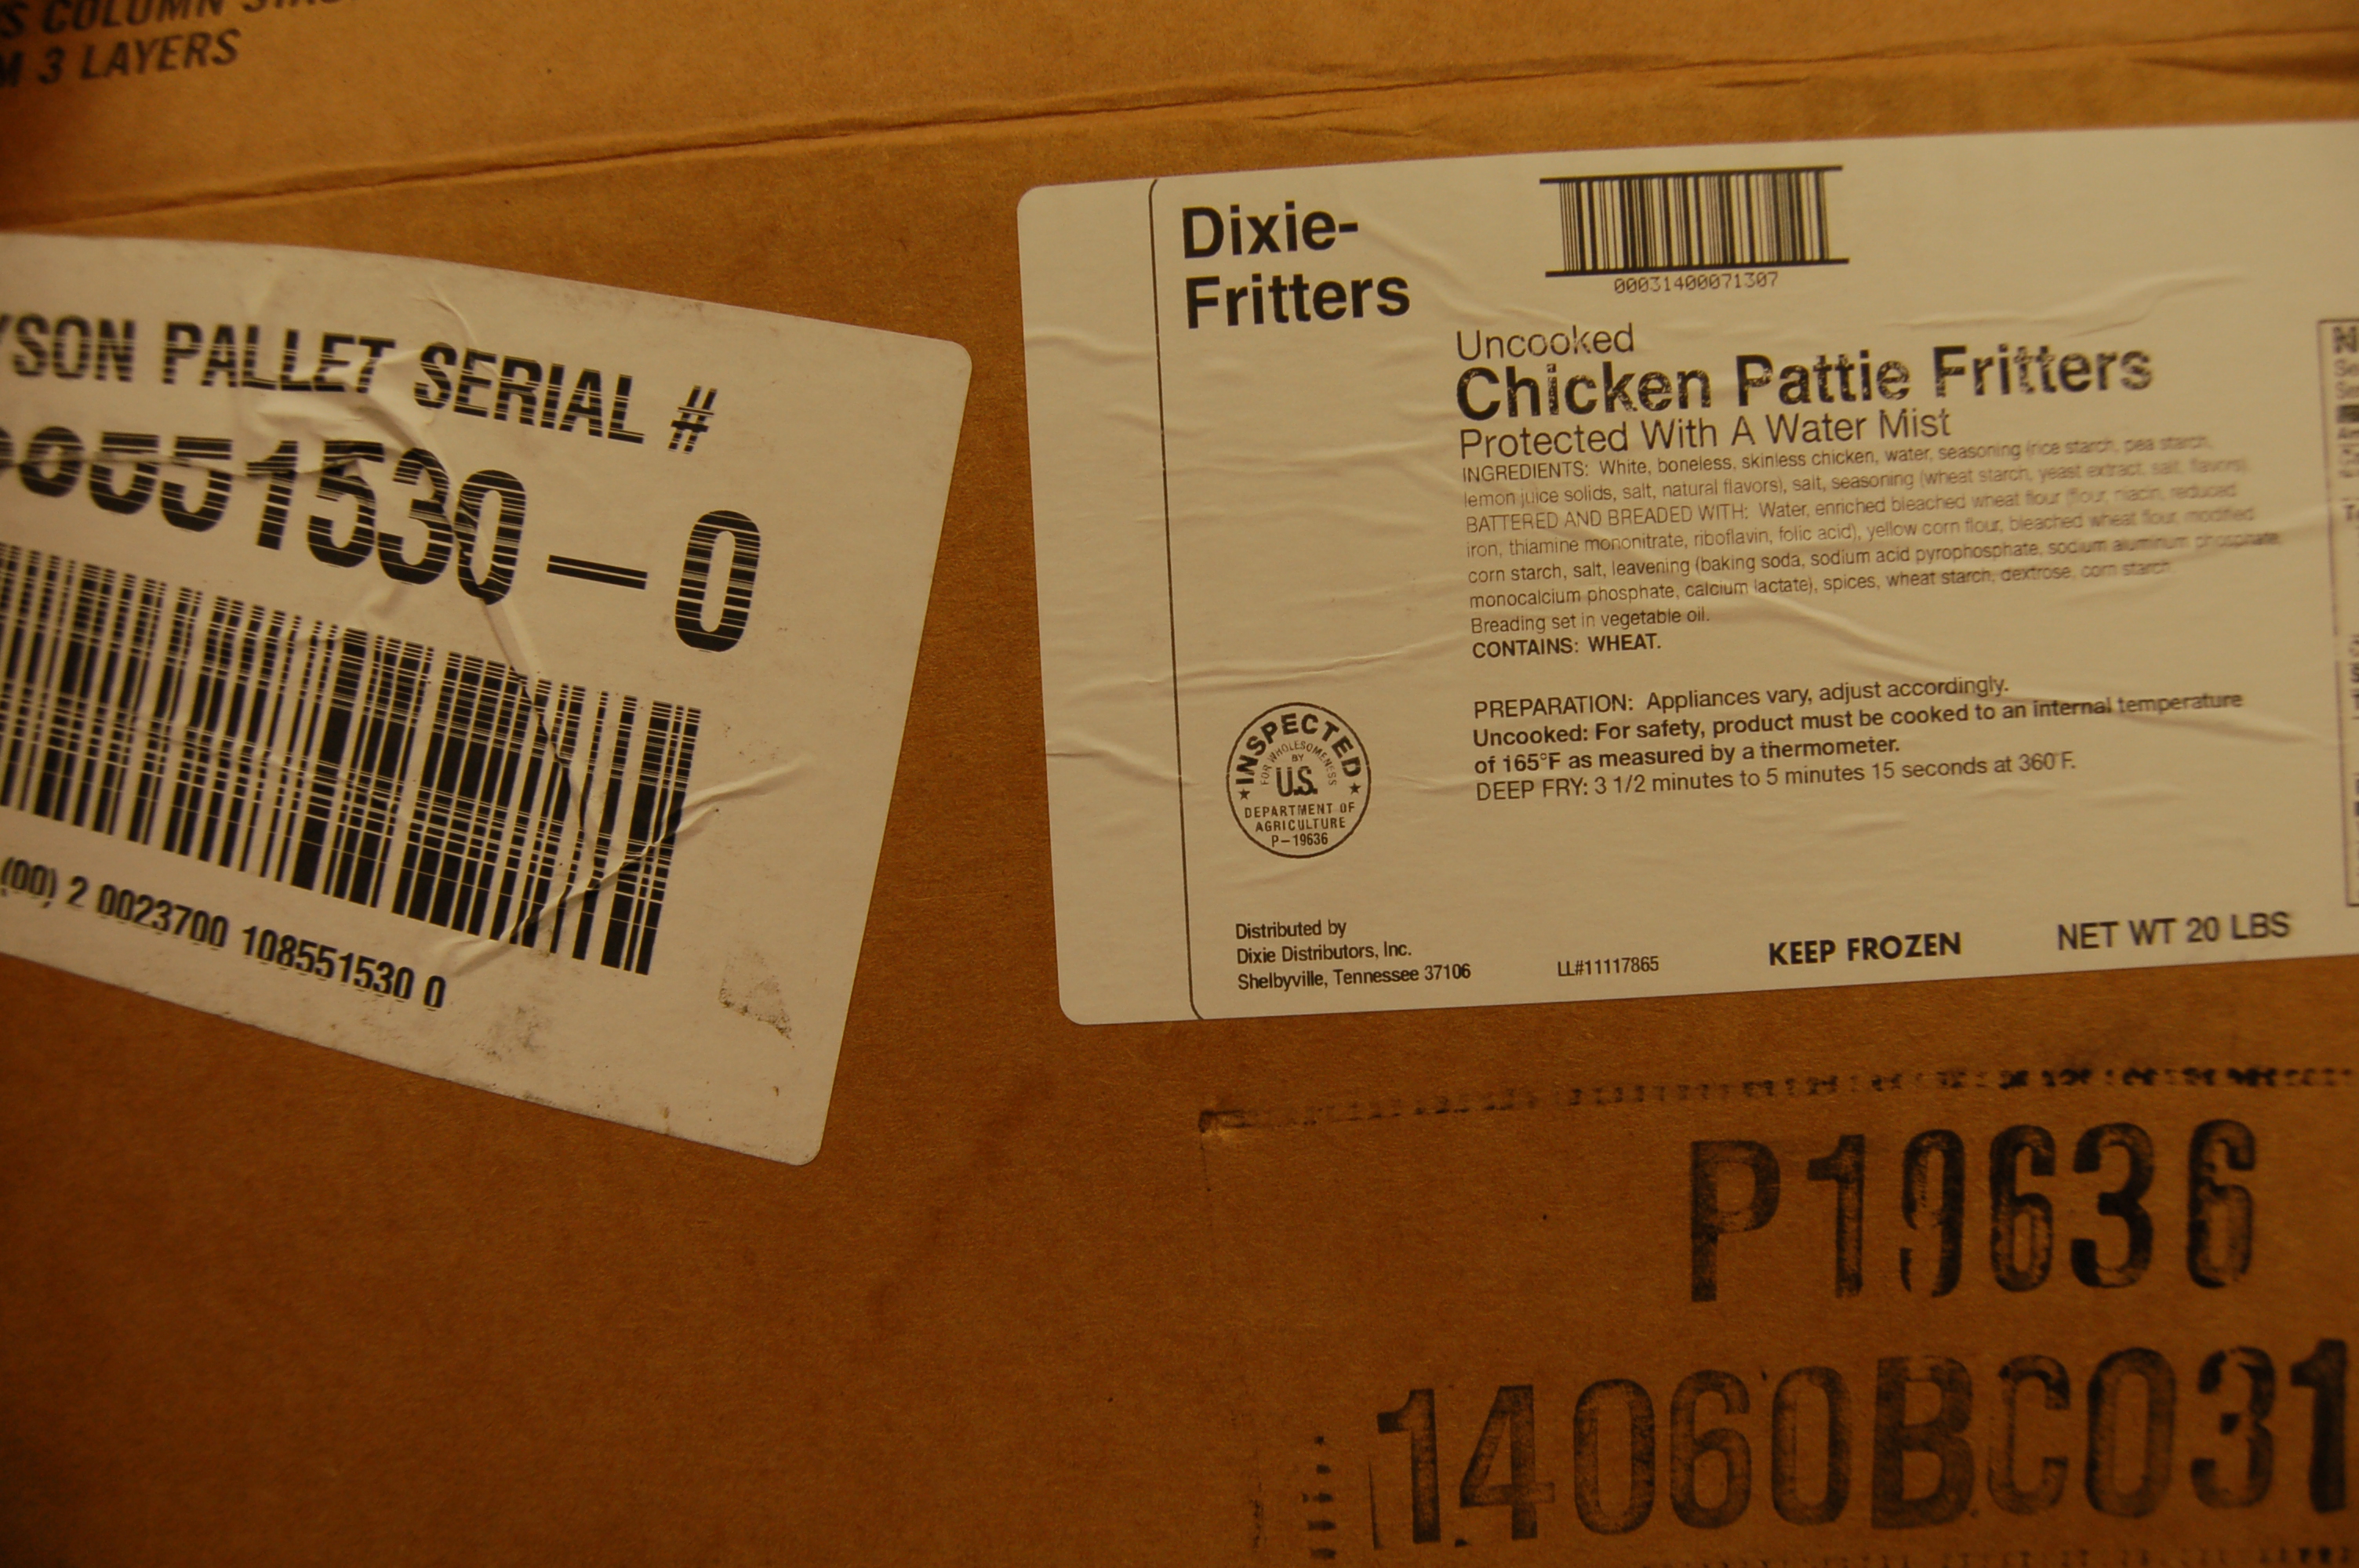 S COLUMN
M 3 LAYERS
YSON PALLET SERIAL #
00551530-0
(00) 2 0023700 108551530 0
Dixie-
Fritters
00031400071307
Uncooked
Chicken Pattie Fritters
Protected With A Water Mist
INGREDIENTS: White, boneless, skinless chicken, water, seasoning (rice starch, pea starch,
lemon juice solids, salt, natural flavors), salt, seasoning (wheat starch, yeast extract, salt, flavors).
BATTERED AND BREADED WITH: Water, enriched bleached wheat flour (flour, niacin, reduced
iron, thiamine mononitrate, riboflavin, folic acid), yellow corn flour, bleached wheat flour, modified
corn starch, salt, leavening (baking soda, sodium acid pyrophosphate, sodium aluminum phosphate,
monocalcium phosphate, calcium lactate), spices, wheat starch, dextrose, corn starch.
Breading set in vegetable oil.
CONTAINS: WHEAT.
PREPARATION: Appliances vary, adjust accordingly.
Uncooked: For safety, product must be cooked to an internal temperature
of 165°F as measured by a thermometer.
DEEP FRY: 3 1/2 minutes to 5 minutes 15 seconds at 360°F.
INSPECTED
FOR WHOLESOMENESS
BY
U.S.
DEPARTMENT OF
AGRICULTURE
P-19636
Distributed by
Dixie Distributors, Inc.
Shelbyville, Tennessee 37106
LL#11117865
KEEP FROZEN
NET WT 20 LBS
P19636
14060BC031